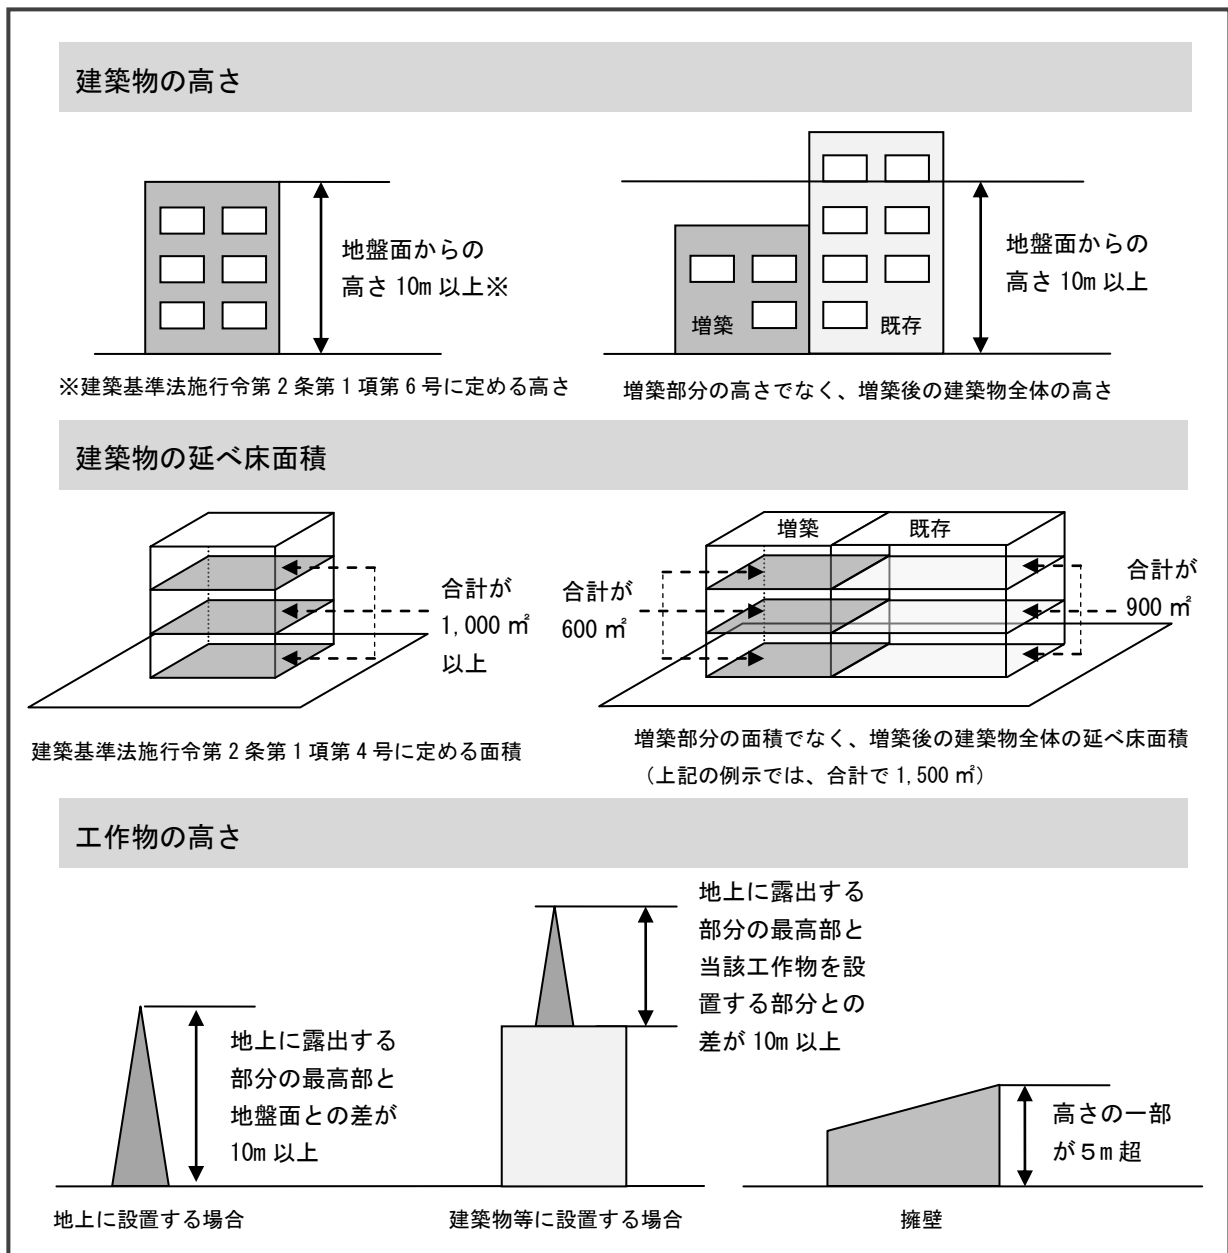 建築物の高さ
地盤面からの
高さ 10m 以上※
増築
既存
地盤面からの
高さ 10m 以上
※建築基準法施行令第2条第1項第6号に定める高さ
増築部分の高さでなく、増築後の建築物全体の高さ
建築物の延べ床面積
合計が
1,000 ㎡
以上
増築
既存
合計が
600 ㎡
合計が
900 ㎡
建築基準法施行令第2条第1項第4号に定める面積
増築部分の面積でなく、増築後の建築物全体の延べ床面積
（上記の例示では、合計で 1,500 ㎡）
工作物の高さ
地上に露出する
部分の最高部と
地盤面との差が
10m 以上
地上に設置する場合
地上に露出する
部分の最高部と
当該工作物を設
置する部分との
差が 10m 以上
建築物等に設置する場合
高さの一部
が５m 超
擁壁